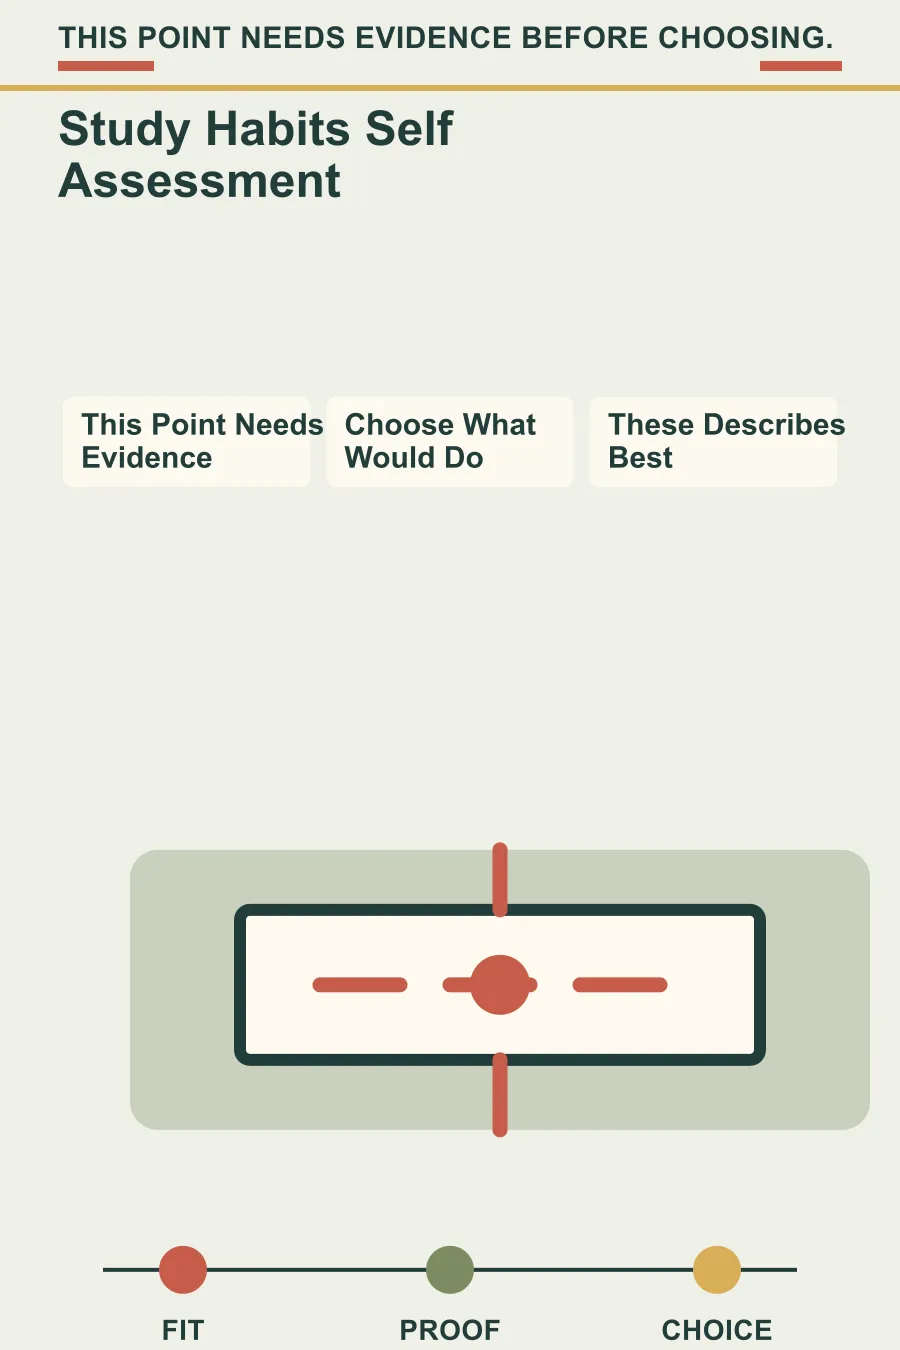 THIS POINT NEEDS EVIDENCE BEFORE CHOOSING.
Study Habits Self
Assessment
This Point Needs
Evidence
Choose What
Would Do
These Describes
Best
FIT
PROOF
CHOICE